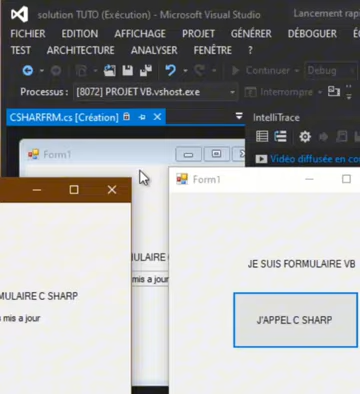 solution TUTO (Exécution) - Microsoft Visual Studio
Lancement rap
FICHIER EDITION AFFICHAGE PROJET GÉNÉRER DÉBOGUER
TEST ARCHITECTURE ANALYSER FENÊTRE ?
Continuer Debug
Processus : [8072] PROJET VB.vshost.exe Interrompre
CSHARFRM.cs [Création]
IntelliTrace
Form1
Vidéo diffusée en co
Form1
MULAIRE C SHARP
mis a jour
ULAIRE
mis a jour
JE SUIS FORMULAIRE VB
J'APPEL C SHARP